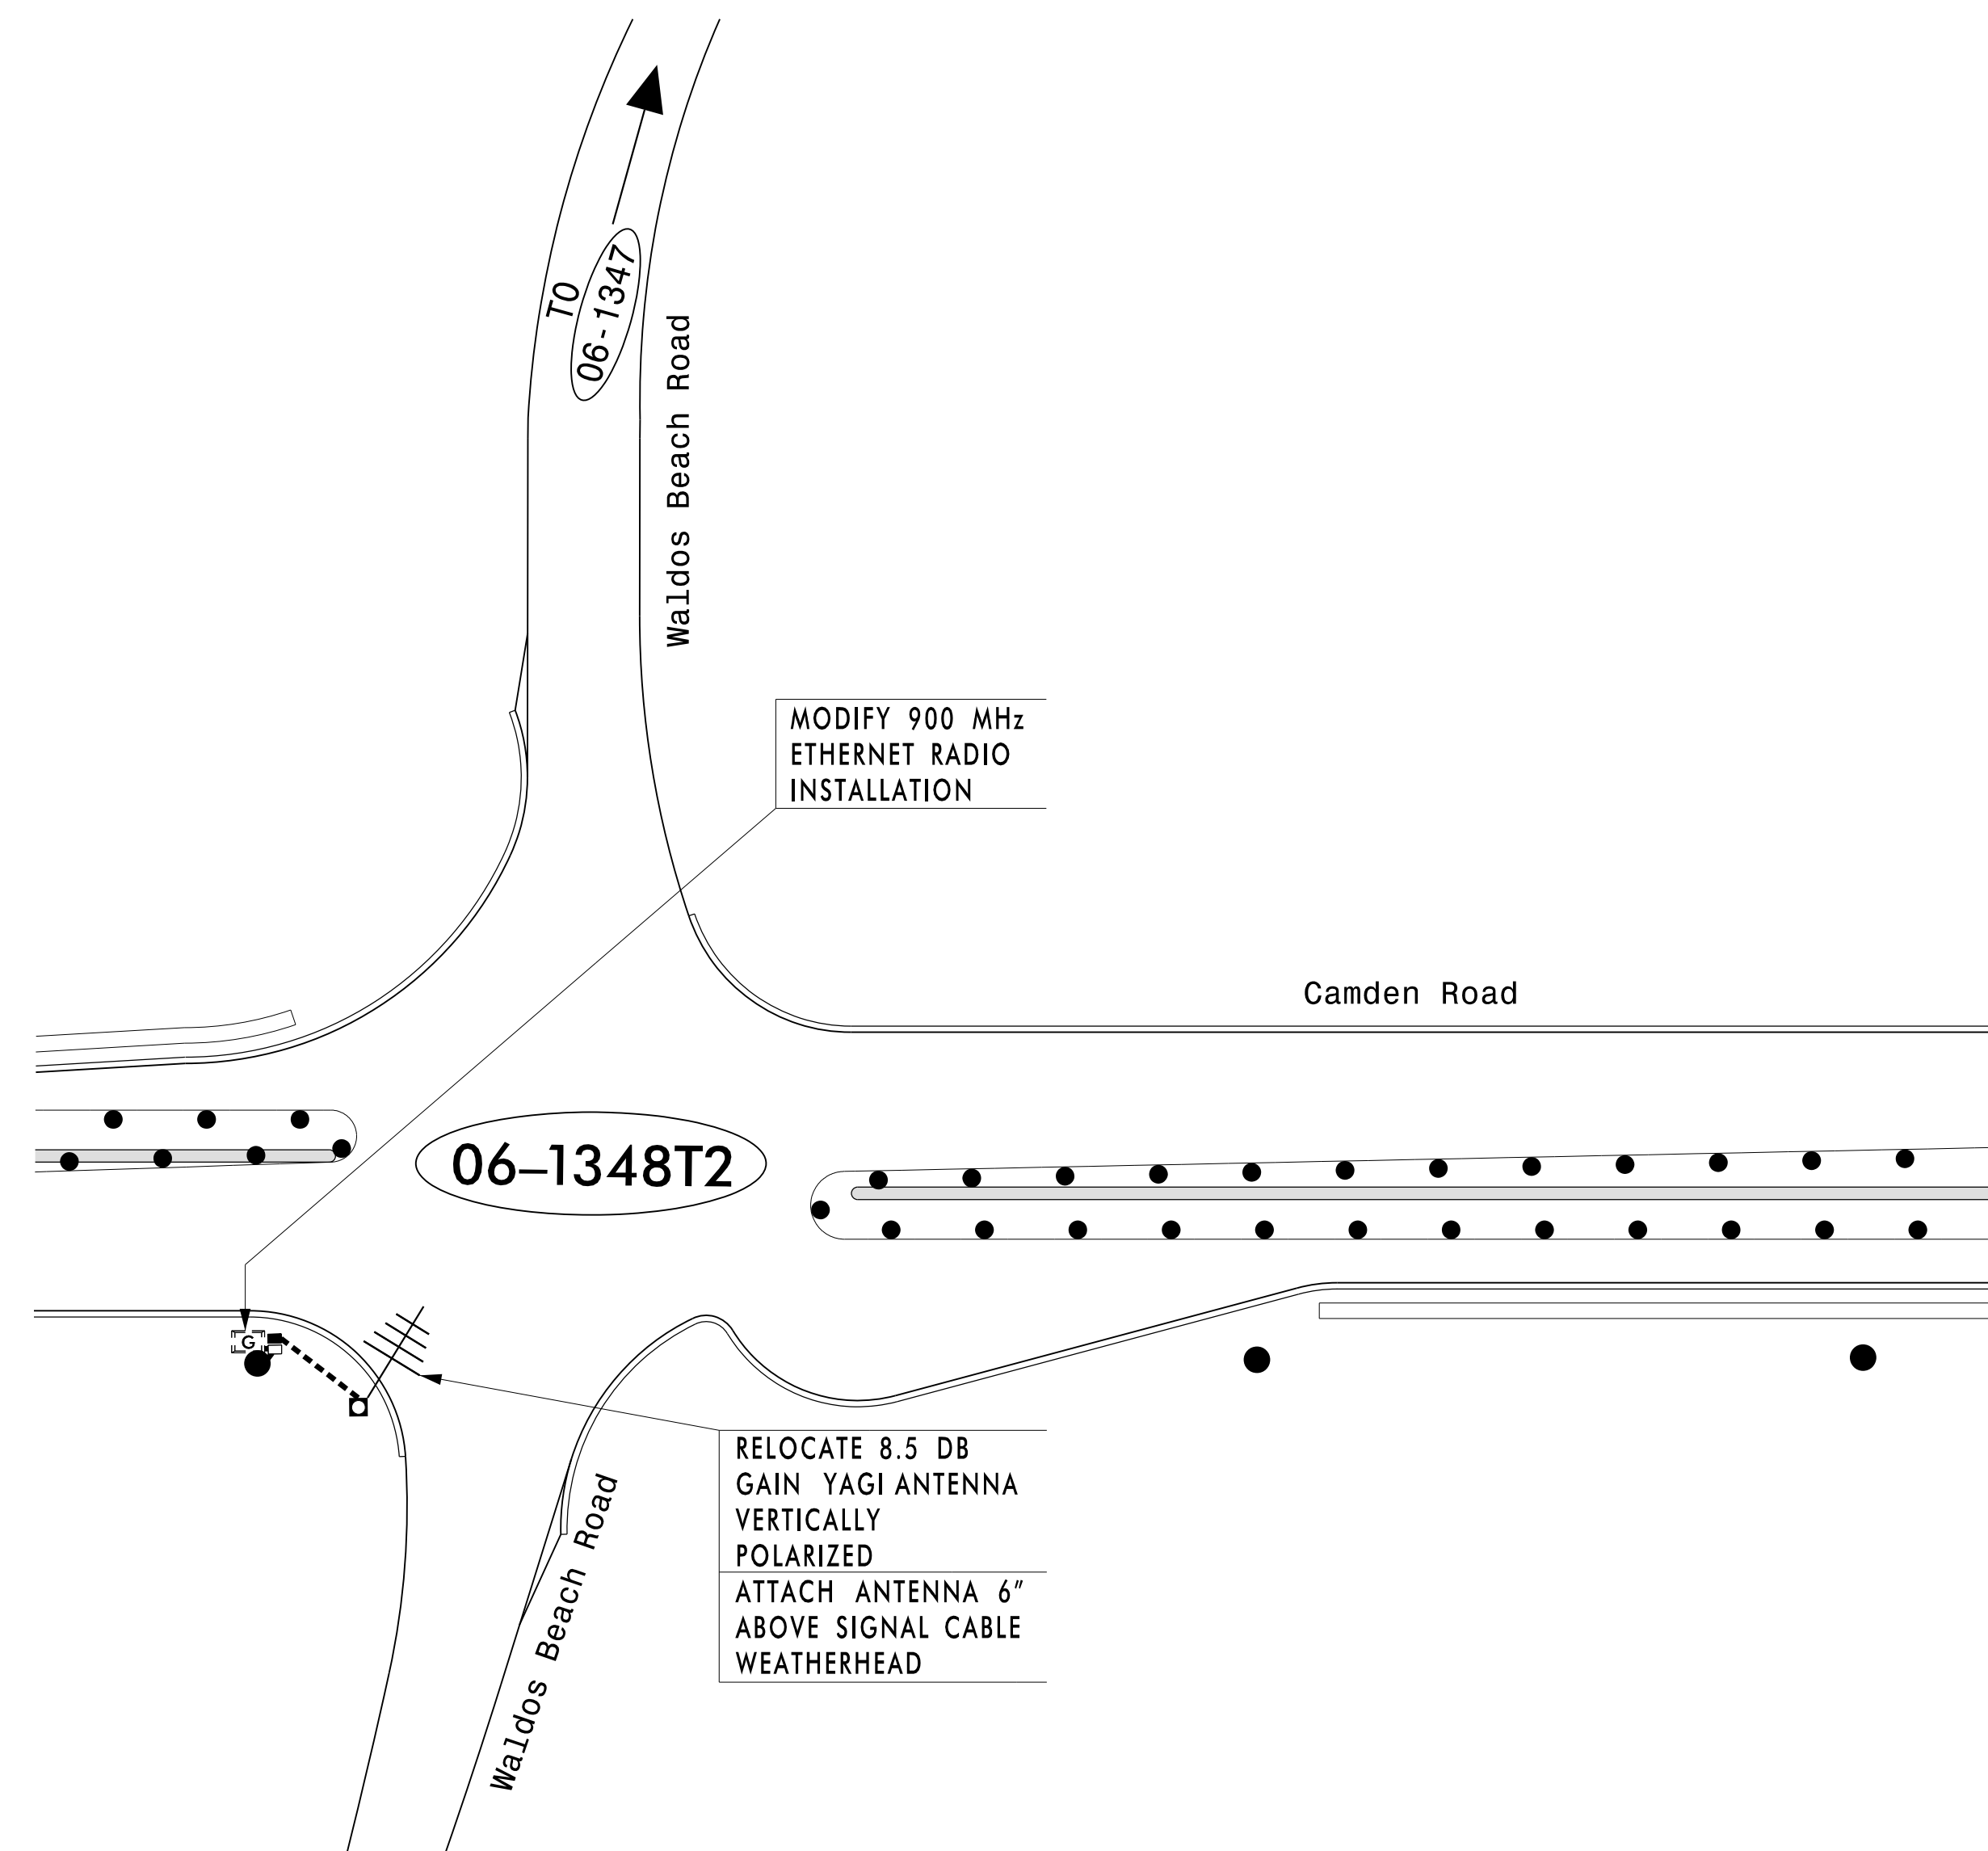 TO
06-1347
Waldos Beach Road
MODIFY 900 MHz
ETHERNET RADIO
INSTALLATION
Camden Road
06-1348T2
G
RELOCATE 8.5 DB
GAIN YAGI ANTENNA
VERTICALLY
POLARIZED
ATTACH ANTENNA 6"
ABOVE SIGNAL CABLE
WEATHERHEAD
Waldos Beach Road